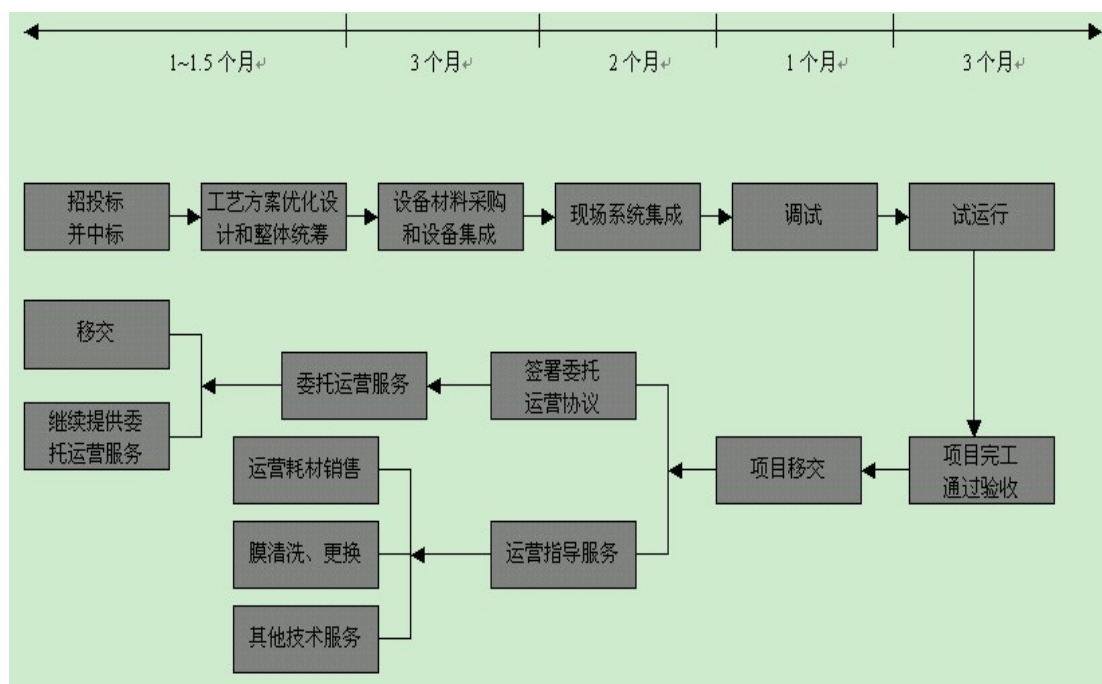 1~1.5个月↵
3个月↵
2个月↵
1个月↵
3个月↵
招投标
并中标
工艺方案优化设
计和整体统筹
设备材料采购
和设备集成
现场系统集成
调试
试运行
移交
继续提供委
托运营服务
委托运营服务
签署委托
运营协议
运营耗材销售
膜清洗、更换
其他技术服务
运营指导服务
项目移交
项目完工
通过验收